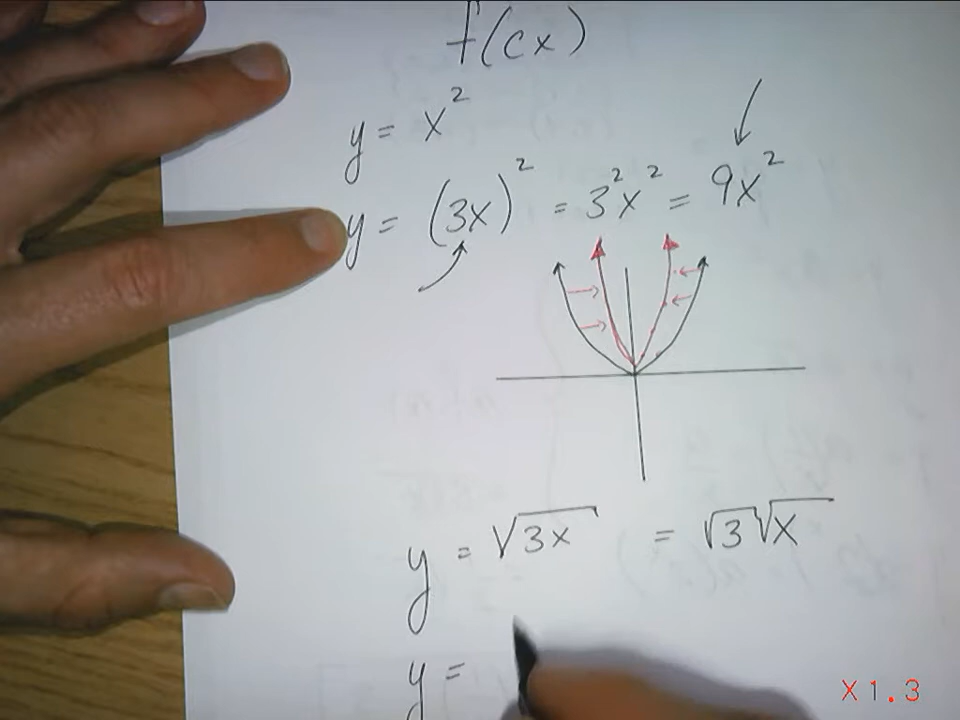 f(cx)
y = x²
y = (3x)² = 3²x² = 9x²
y = √3x = √3√x
y =
X1.3